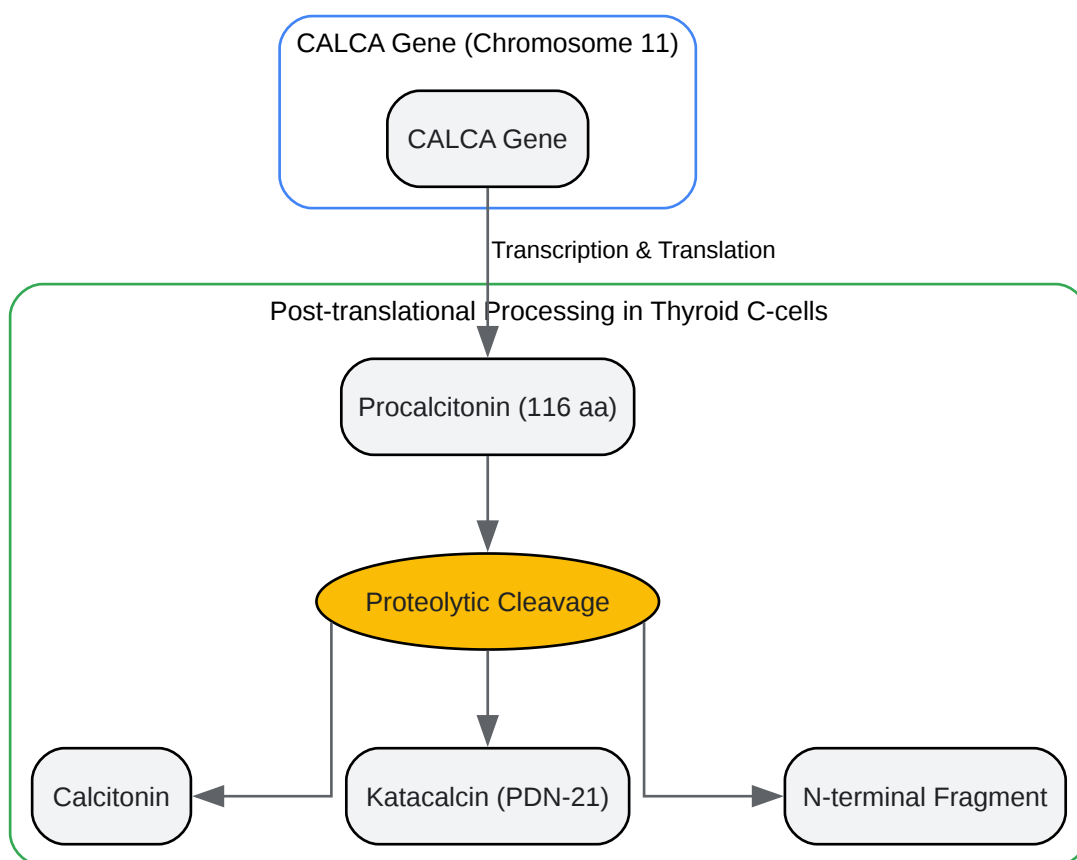 CALCA Gene (Chromosome 11)
CALCA Gene
Transcription & Translation
Post-translational Processing in Thyroid C-cells
Procalcitonin (116 aa)
Proteolytic Cleavage
Calcitonin
Katacalcin (PDN-21)
N-terminal Fragment